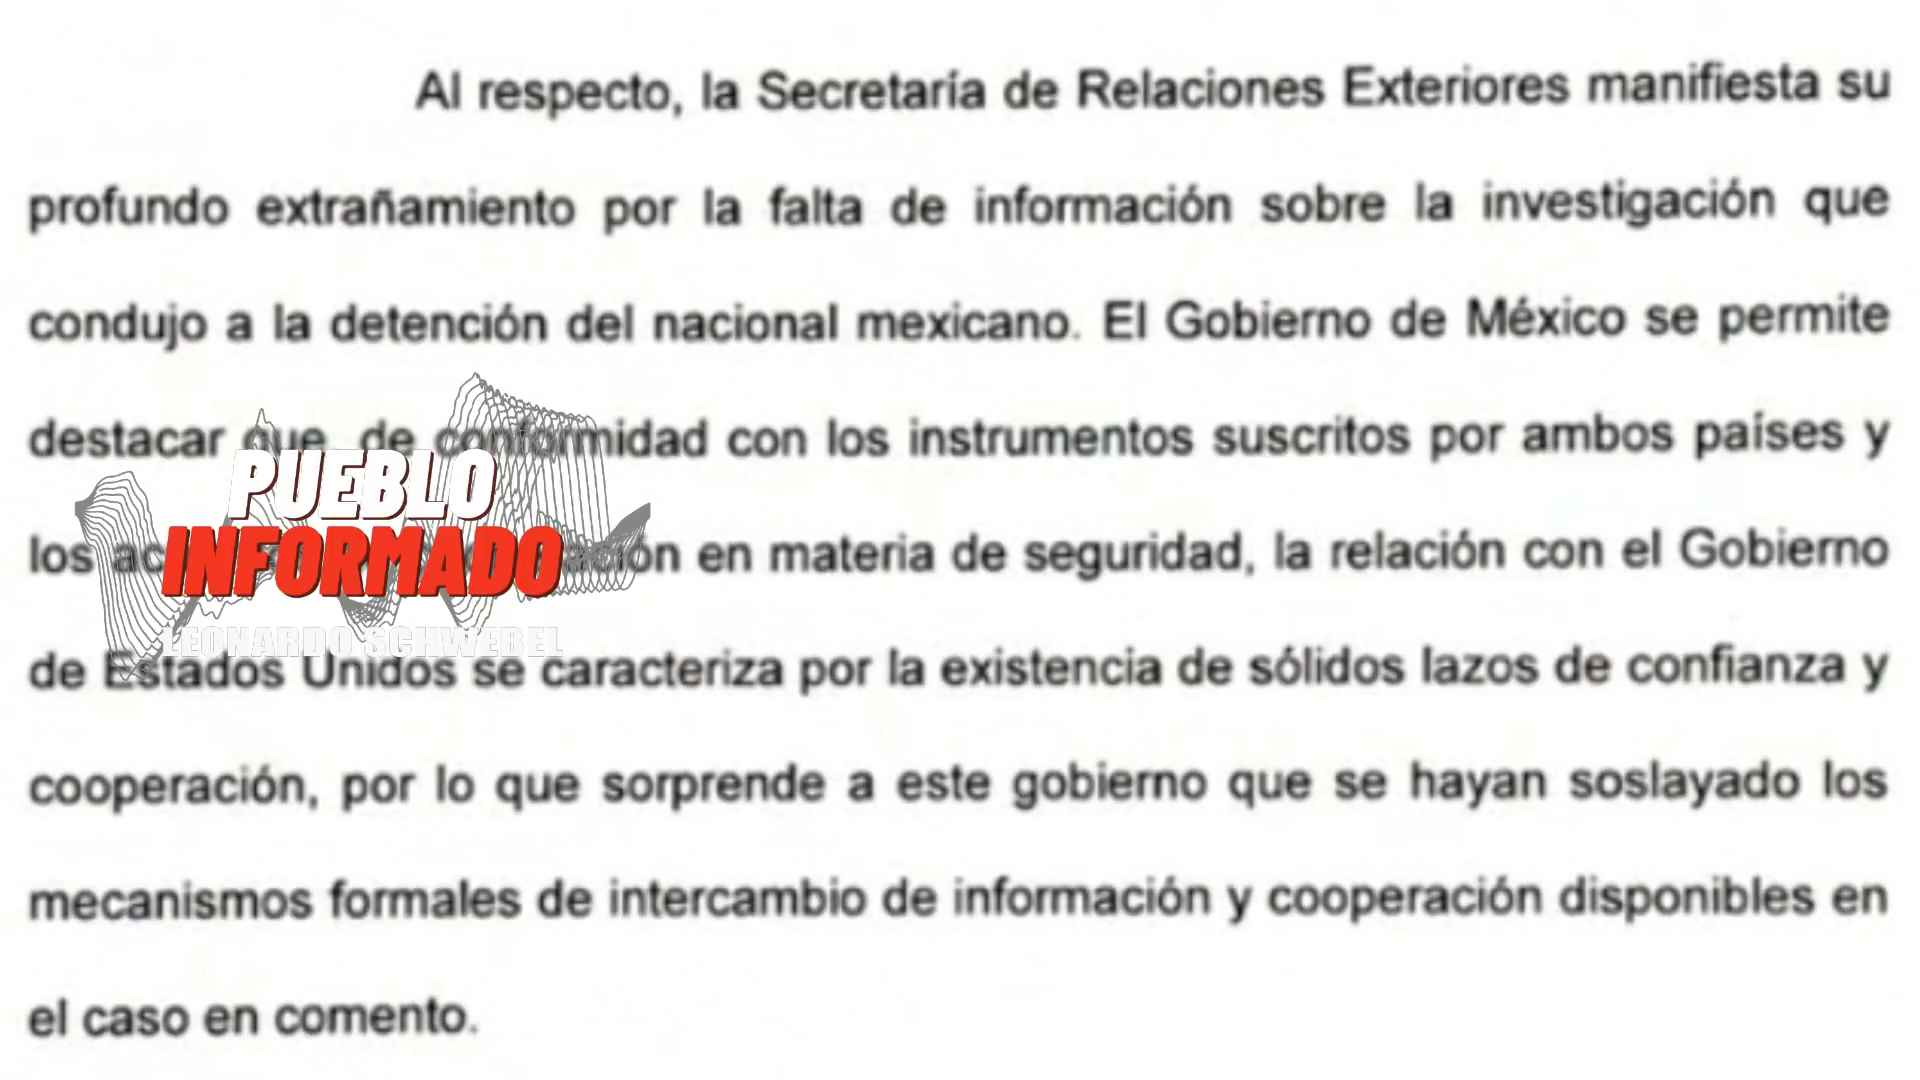 Al respecto, la Secretaría de Relaciones Exteriores manifiesta su
profundo extrañamiento por la falta de información sobre la investigación que
condujo a la detención del nacional mexicano. El Gobierno de México se permite
destacar que, de conformidad con los instrumentos suscritos por ambos países y
los en materia de seguridad, la relación con el Gobierno
de Estados Unidos se caracteriza por la existencia de sólidos lazos de confianza y
cooperación, por lo que sorprende a este gobierno que se hayan soslayado los
mecanismos formales de intercambio de información y cooperación disponibles en
el caso en comento.
PUEBLO
INFORMADO
LEONARDO SCHWEBEL